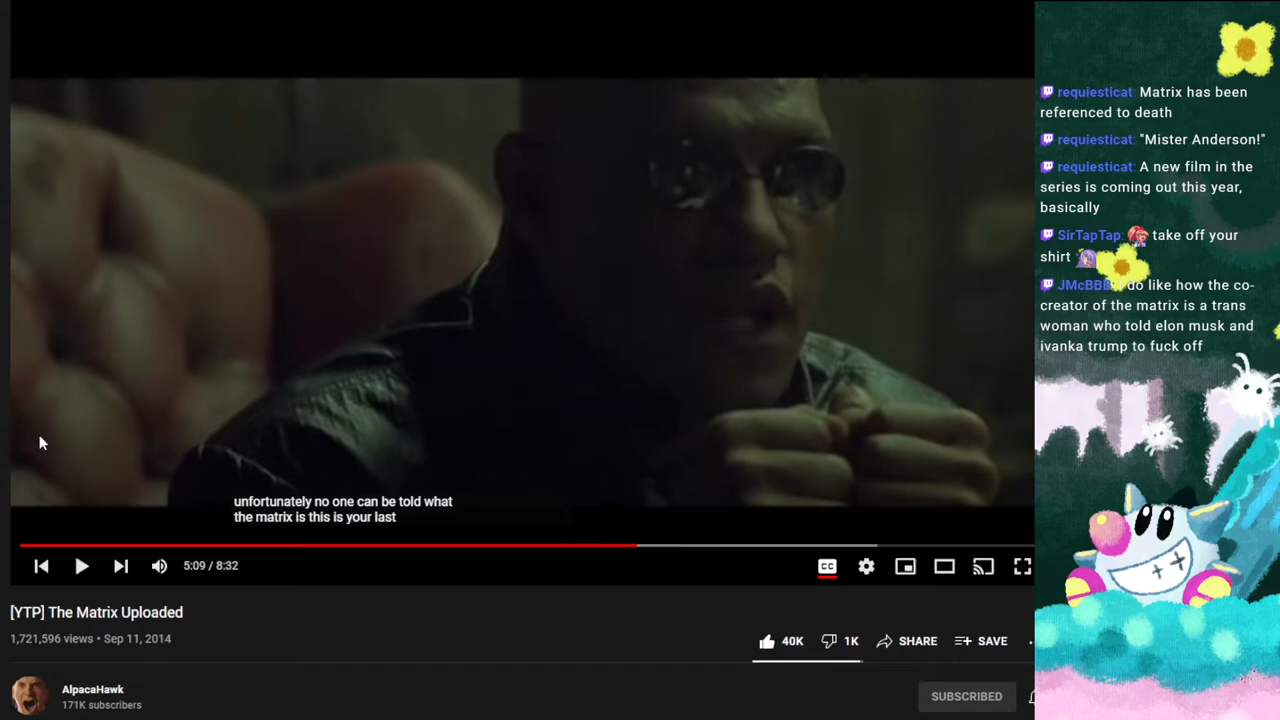 unfortunately no one can be told what
the matrix is this is your last
5:09 / 8:32
CC
[YTP] The Matrix Uploaded
1,721,596 views • Sep 11, 2014
40K
1K
SHARE
SAVE
AlpacaHawk
171K subscribers
SUBSCRIBED
requiesticat: Matrix has been
referenced to death
requiesticat: "Mister Anderson!"
requiesticat: A new film in the
series is coming out this year,
basically
SirTapTap: take off your
shirt
do like how the co-
creator of the matrix is a trans
woman who told elon musk and
ivanka trump to fuck off